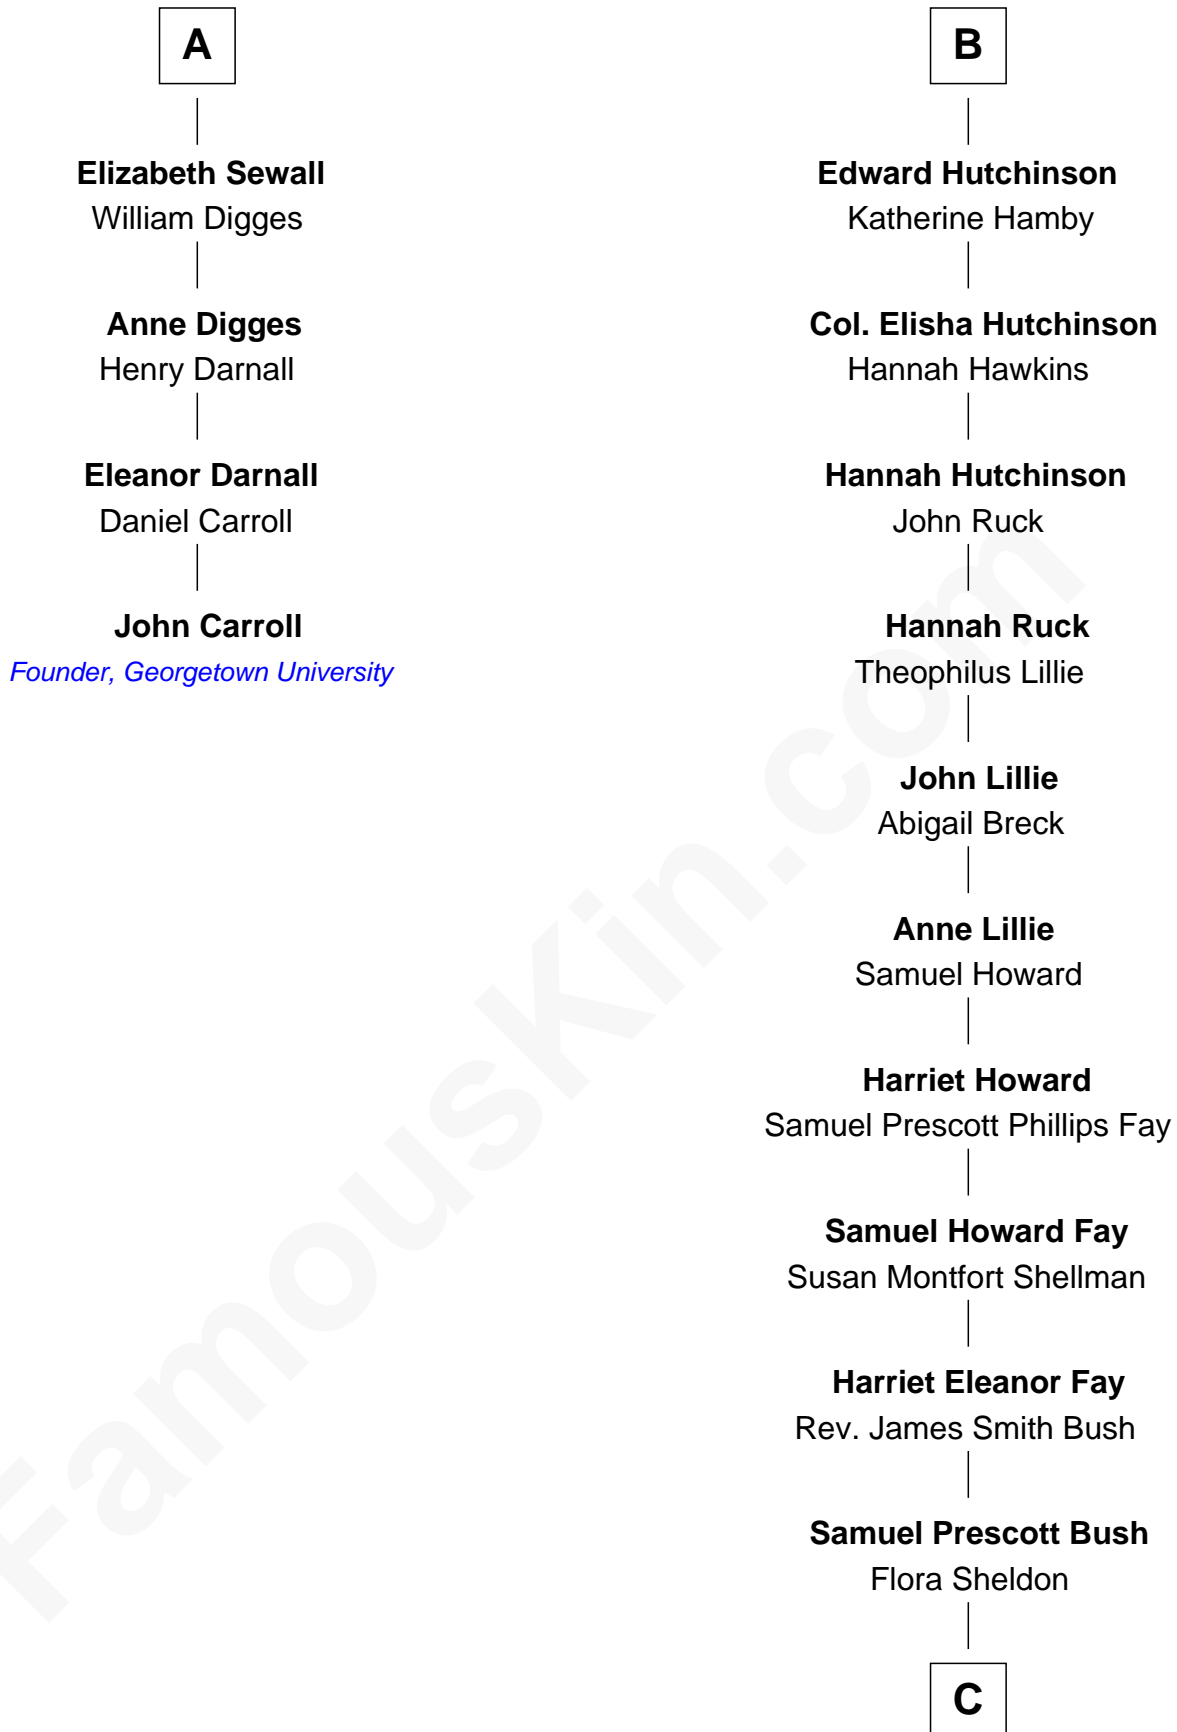 A
Elizabeth Sewall
William Digges
Anne Digges
Henry Darnall
Eleanor Darnall
Daniel Carroll
John Carroll
Founder, Georgetown University
B
Edward Hutchinson
Katherine Hamby
Col. Elisha Hutchinson
Hannah Hawkins
Hannah Hutchinson
John Ruck
Hannah Ruck
Theophilus Lillie
John Lillie
Abigail Breck
Anne Lillie
Samuel Howard
Harriet Howard
Samuel Prescott Phillips Fay
Samuel Howard Fay
Susan Montfort Shellman
Harriet Eleanor Fay
Rev. James Smith Bush
Samuel Prescott Bush
Flora Sheldon
C
FamousKin.com